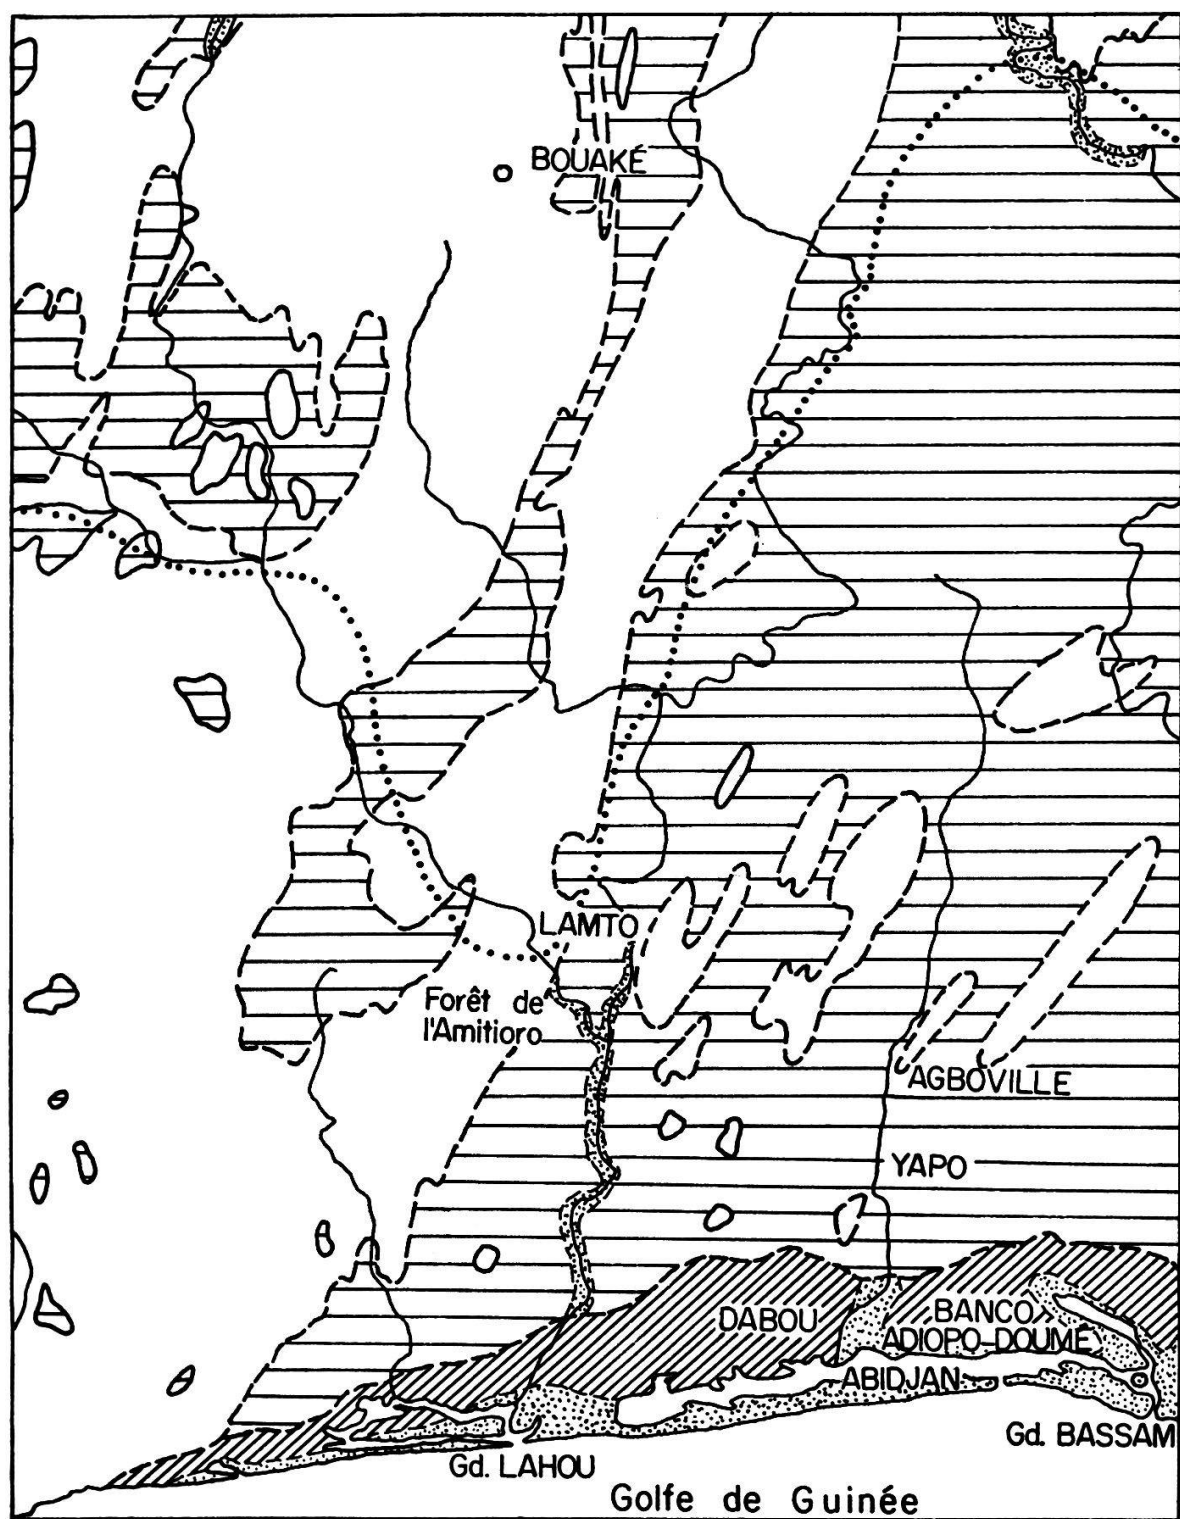 BOUAKÉ
LAMTO
Forêt de
l'Amitioro
AGBOVILLE
YAPO
DABOU
BANCO
ADIOPO-DOUMÉ
ABIDJAN
Gd. BASSAM
Gd. LAHOU
Golfe de Guinée